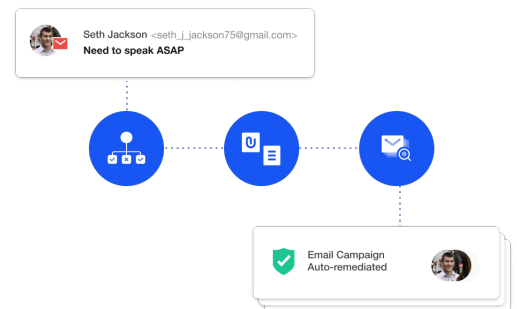 Seth Jackson <seth_j_jackson75@gmail.com>
Need to speak ASAP
Email Campaign
Auto-remediated